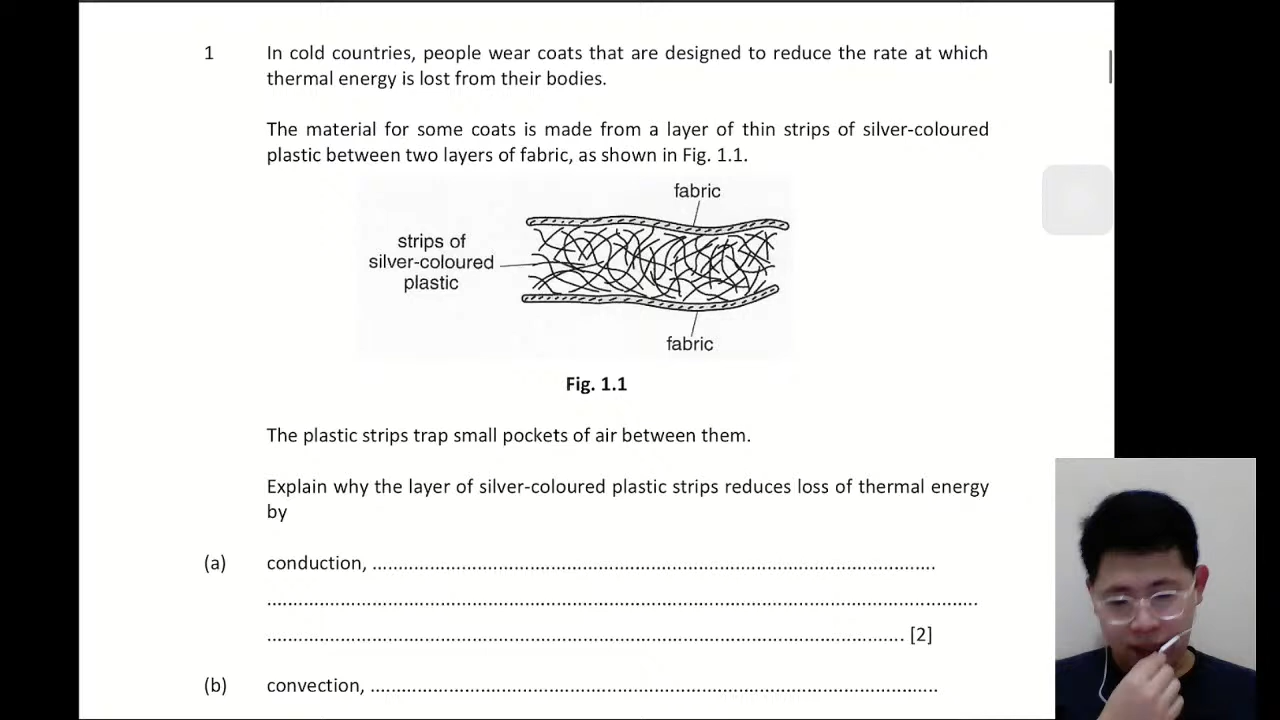 1 In cold countries, people wear coats that are designed to reduce the rate at which
thermal energy is lost from their bodies.
The material for some coats is made from a layer of thin strips of silver-coloured
plastic between two layers of fabric, as shown in Fig. 1.1.
fabric
strips of
silver-coloured
plastic
fabric
Fig. 1.1
The plastic strips trap small pockets of air between them.
Explain why the layer of silver-coloured plastic strips reduces loss of thermal energy
by
(a) conduction, ........................................................................................
................................................................................................................
.................................................................................................... [2]
(b) convection, ........................................................................................